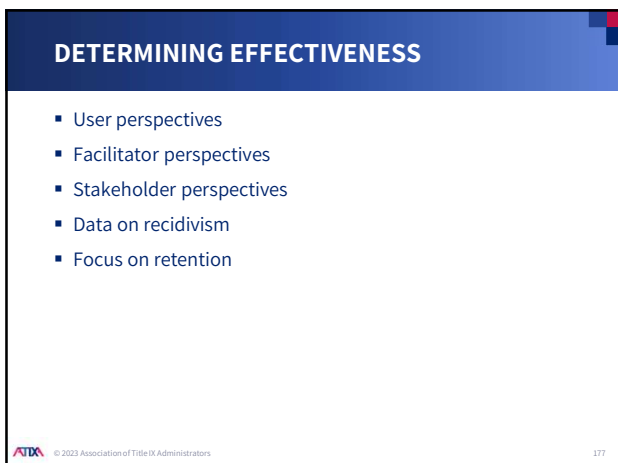 DETERMINING EFFECTIVENESS
▪ User perspectives
▪ Facilitator perspectives
▪ Stakeholder perspectives
▪ Data on recidivism
▪ Focus on retention
ATIXA © 2023 Association of Title IX Administrators 177